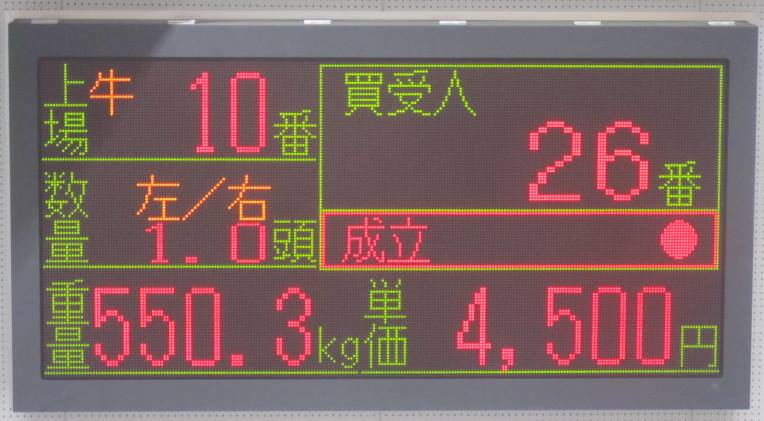 上場 牛 10番
買受人
26番
数量 左／右
1.0頭
成立 ●
重量 550.3kg
単価 4,500円